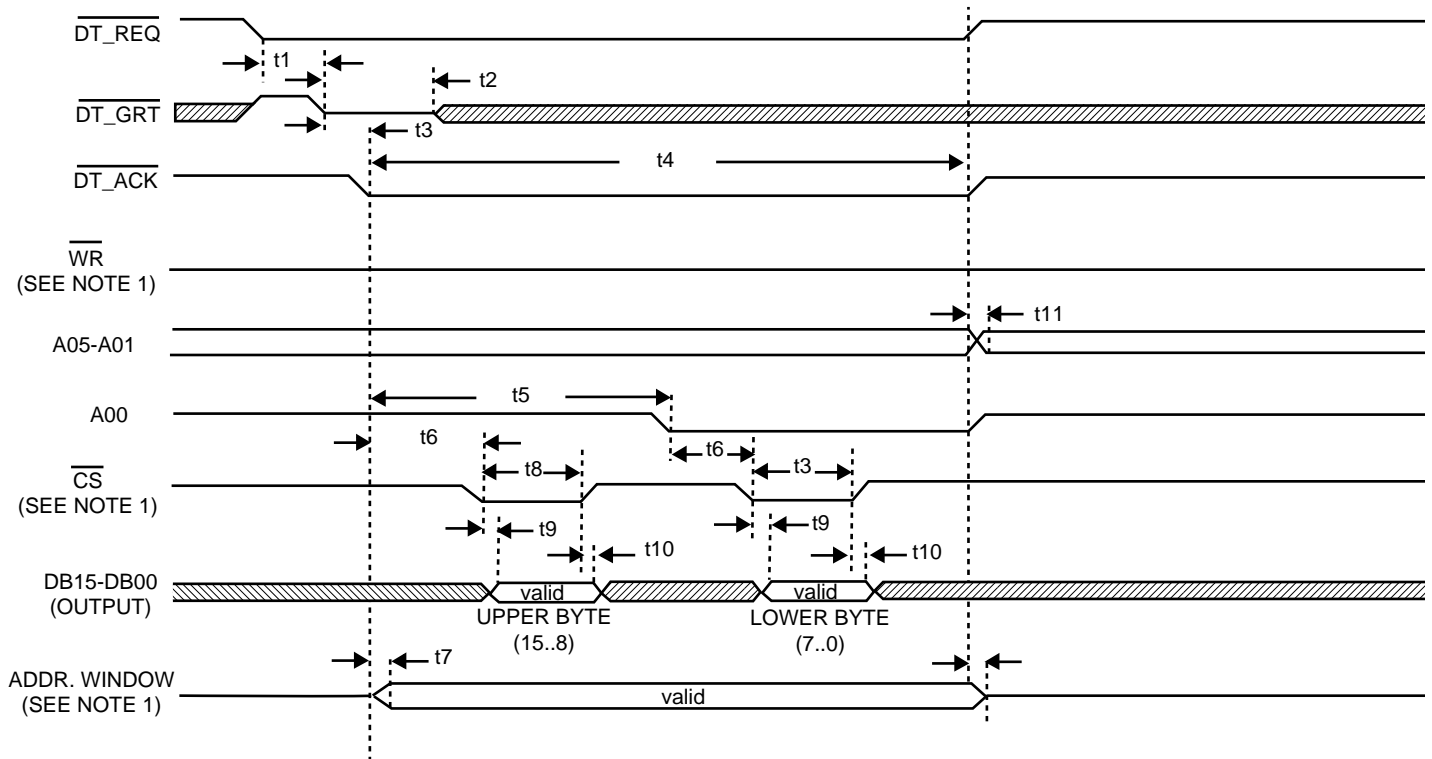 DT_REQ
t1
t2
DT_GRT
t3
t4
DT_ACK
WR
(SEE NOTE 1)
t11
A05-A01
t5
A00
t6
t6
t8
t3
CS
(SEE NOTE 1)
t9
t9
t10
t10
DB15-DB00
(OUTPUT)
valid
valid
UPPER BYTE
(15..8)
LOWER BYTE
(7..0)
t7
ADDR. WINDOW
(SEE NOTE 1)
valid